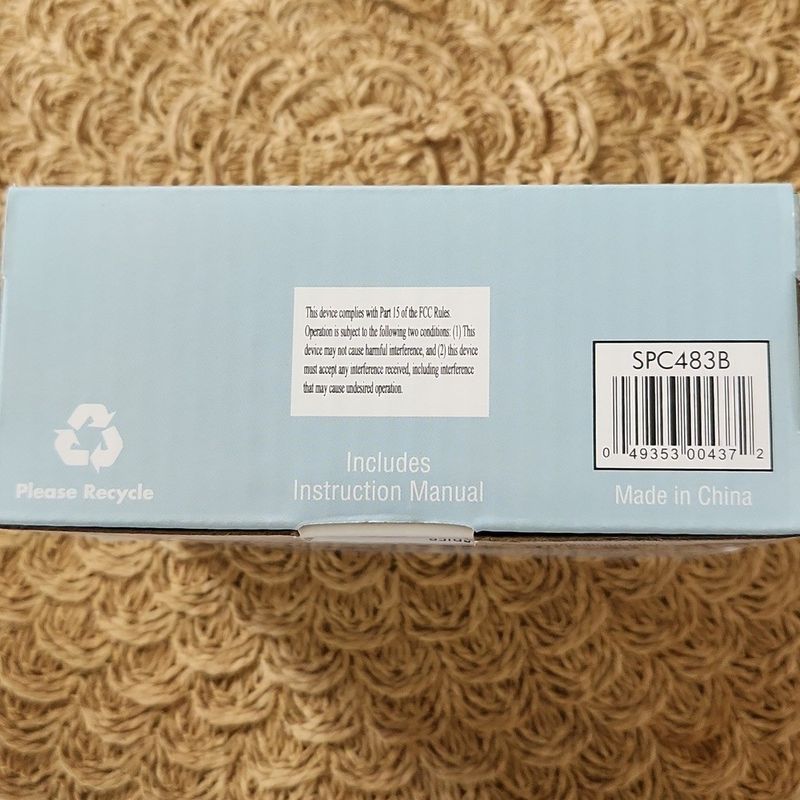 This device complies with Part 15 of the FCC Rules.
Operation is subject to the following two conditions: (1) This
device may not cause harmful interference, and (2) this device
must accept any interference received, including interference
that may cause undesired operation.
SPC483B
0 49353 00437 2
Please Recycle
Includes
Instruction Manual
Made in China